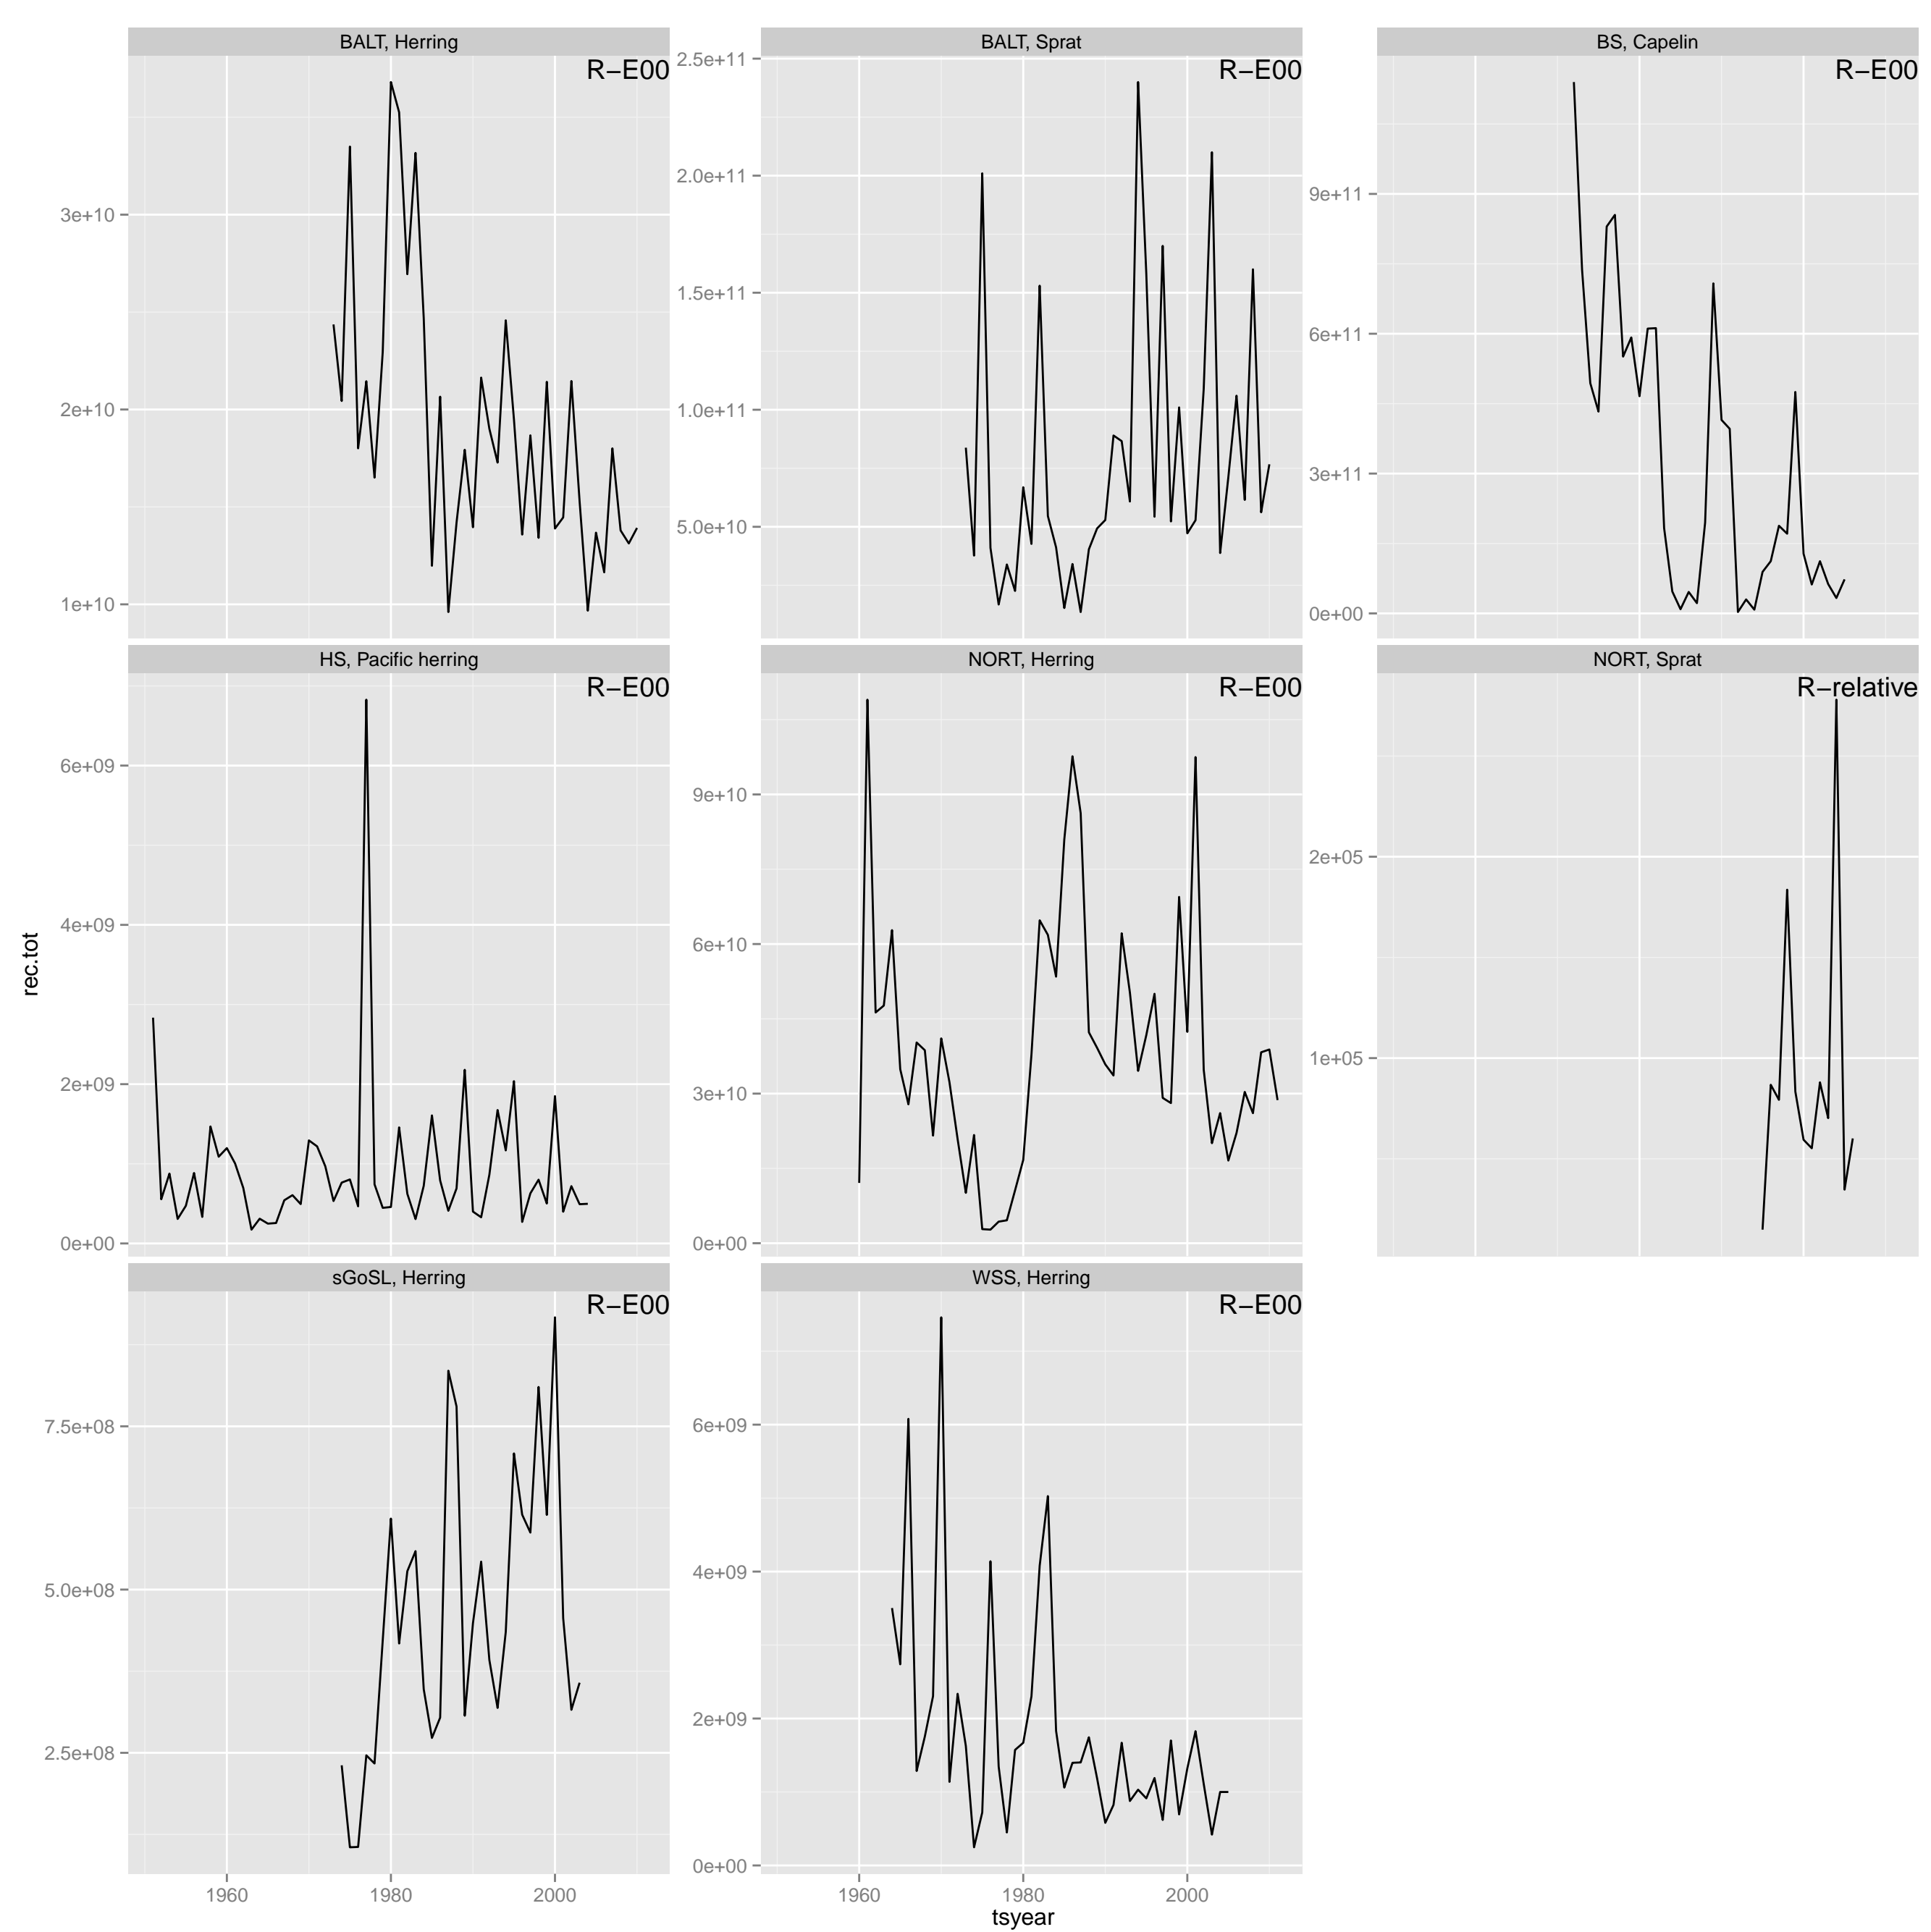 BALT, Herring
BALT, Sprat
BS, Capelin
R−E00
R−E00
R−E00
3e+10
2e+10
1e+10
2.5e+11
2.0e+11
1.5e+11
1.0e+11
5.0e+10
9e+11
6e+11
3e+11
0e+00
HS, Pacific herring
NORT, Herring
NORT, Sprat
R−E00
R−E00
R−relative
6e+09
4e+09
2e+09
0e+00
9e+10
6e+10
3e+10
0e+00
2e+05
1e+05
rec.tot
sGoSL, Herring
WSS, Herring
R−E00
R−E00
7.5e+08
5.0e+08
2.5e+08
6e+09
4e+09
2e+09
0e+00
1960 1980 2000
1960 1980 2000
tsyear